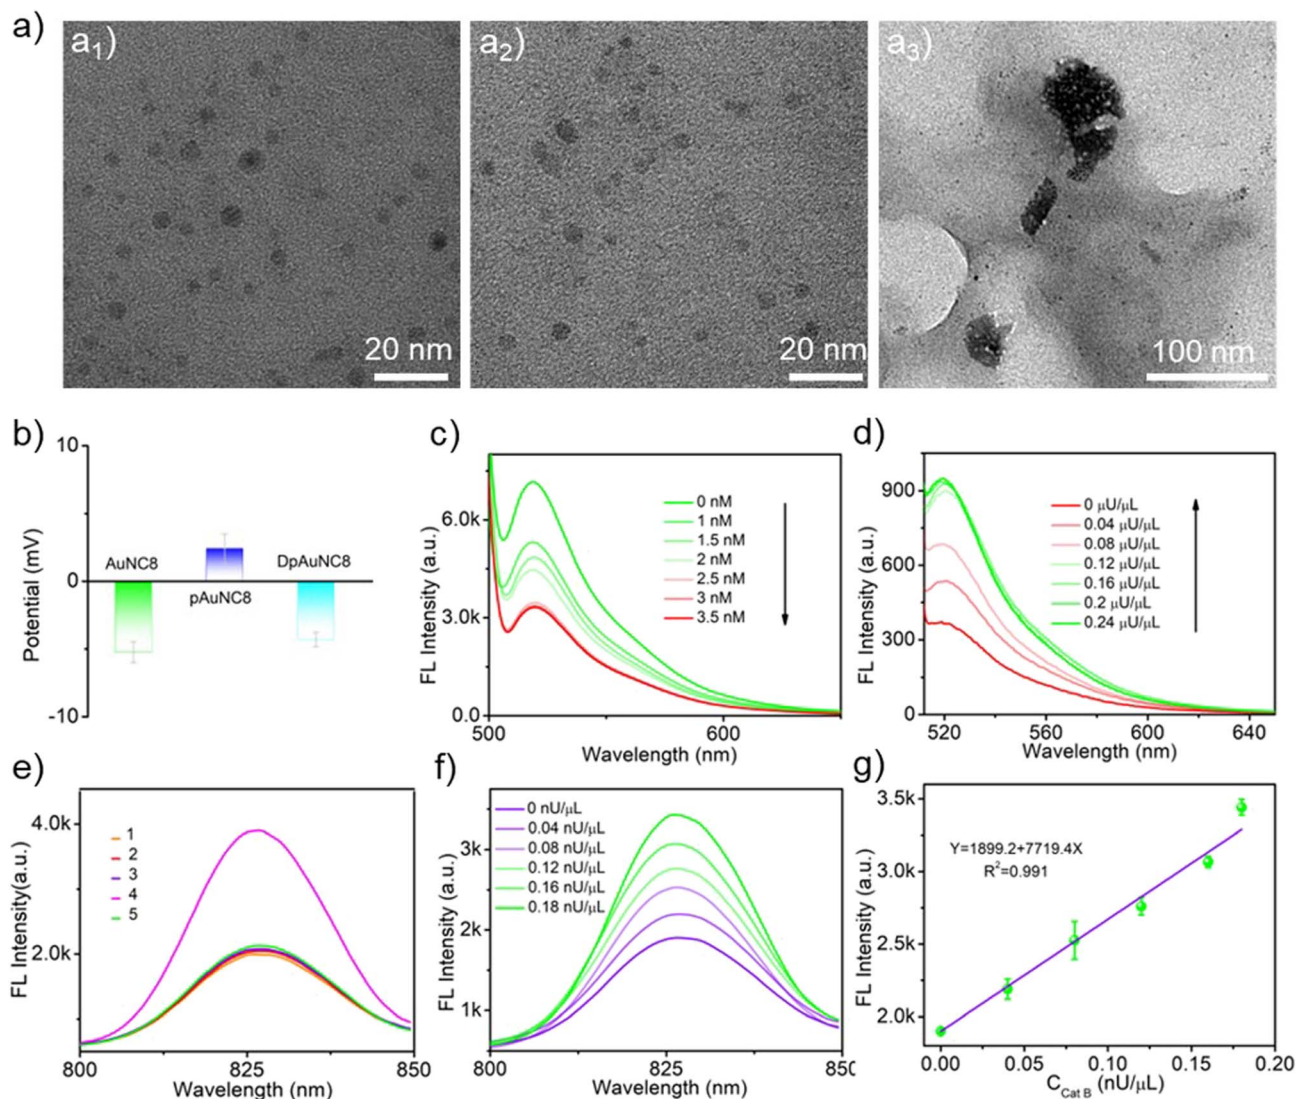 a)
a1)
20 nm
a2)
20 nm
a3)
100 nm
b)
10
0
-10
Potential (mV)
AuNC8
pAuNC8
DpAuNC8
c)
6.0k
3.0k
0.0
FL Intensity (a.u.)
0 nM
1 nM
1.5 nM
2 nM
2.5 nM
3 nM
3.5 nM
500
600
Wavelength (nm)
d)
900
600
300
0
FL Intensity (a.u.)
0 μU/μL
0.04 μU/μL
0.08 μU/μL
0.12 μU/μL
0.16 μU/μL
0.2 μU/μL
0.24 μU/μL
520
560
600
640
Wavelength (nm)
e)
4.0k
2.0k
FL Intensity(a.u.)
1
2
3
4
5
800
825
850
Wavelength (nm)
f)
3k
2k
1k
FL Intensity (a.u.)
0 nU/μL
0.04 nU/μL
0.08 nU/μL
0.12 nU/μL
0.16 nU/μL
0.18 nU/μL
800
825
850
Wavelength (nm)
g)
3.5k
3.0k
2.5k
2.0k
FL Intensity (a.u.)
Y=1899.2+7719.4X
R²=0.991
0.00
0.05
0.10
0.15
0.20
C Cat B (nU/μL)